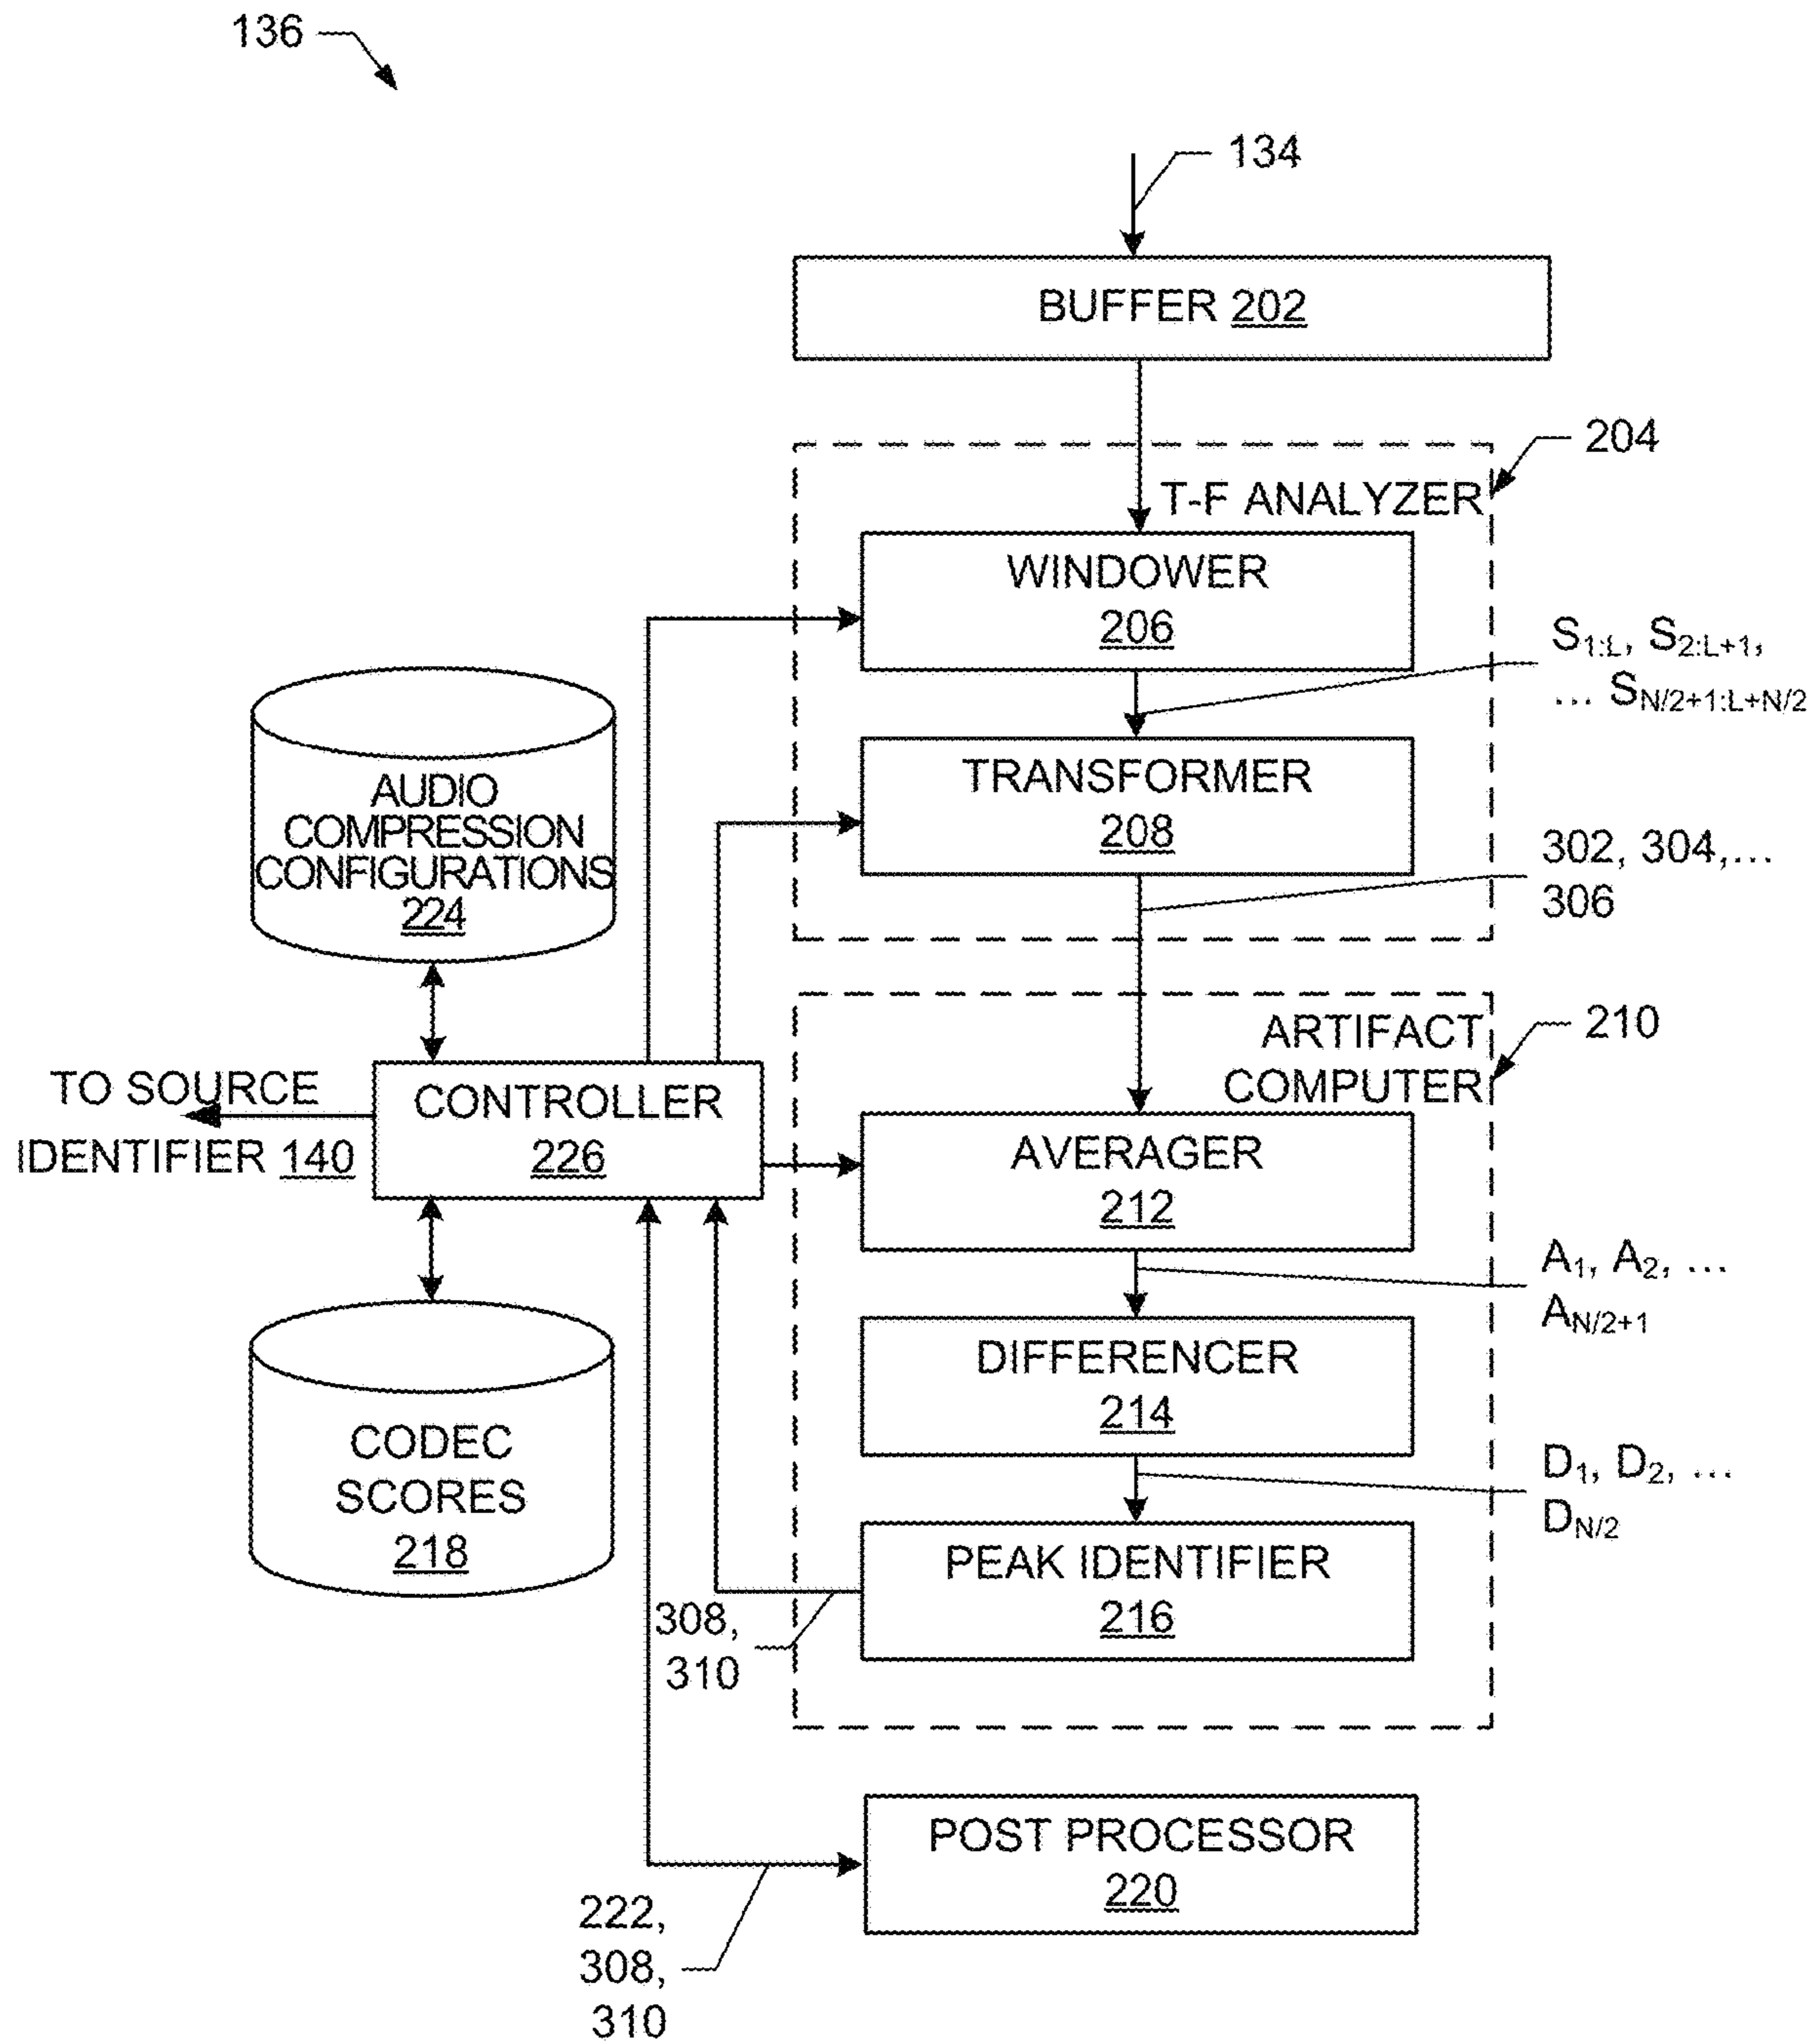 136
134
BUFFER 202
204
T-F ANALYZER
WINDOWER
206
S1:L, S2:L+1,
... SN/2+1:L+N/2
TRANSFORMER
208
302, 304,...
306
AUDIO
COMPRESSION
CONFIGURATIONS
224
ARTIFACT
COMPUTER
210
TO SOURCE
IDENTIFIER 140
CONTROLLER
226
AVERAGER
212
A1, A2, ...
AN/2+1
DIFFERENCER
214
D1, D2, ...
DN/2
CODEC
SCORES
218
PEAK IDENTIFIER
216
308,
310
POST PROCESSOR
220
222,
308,
310